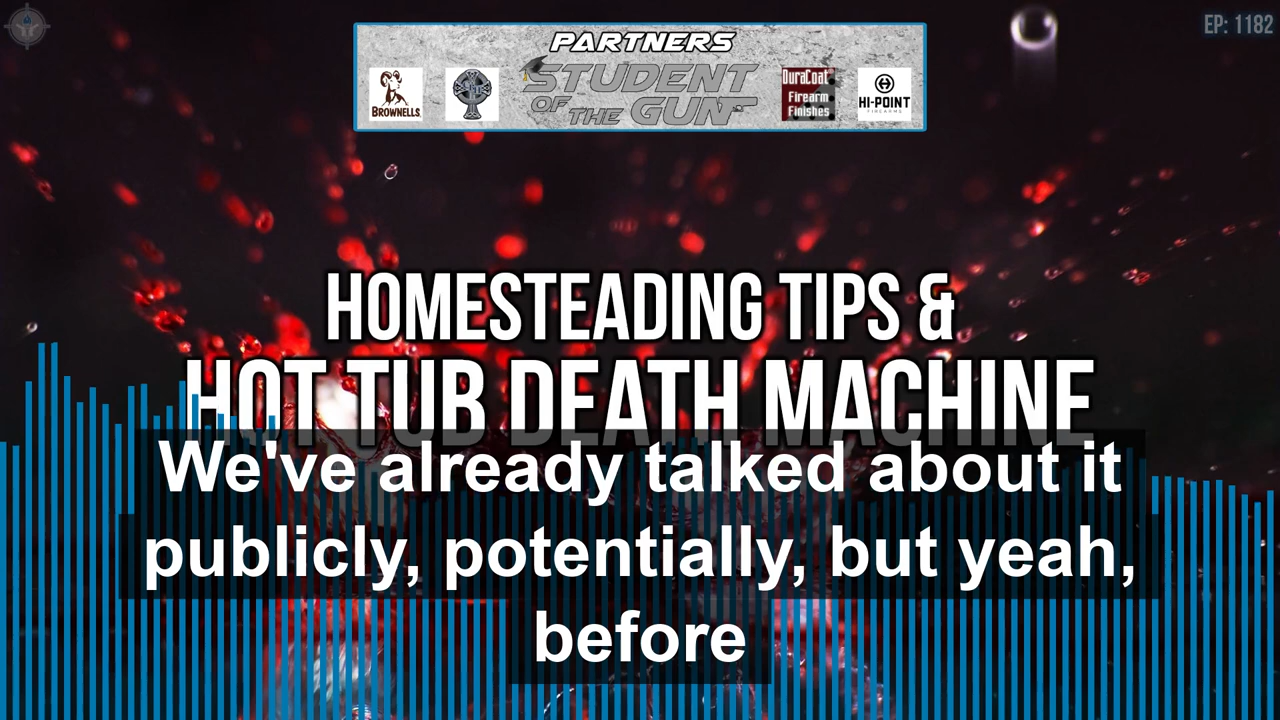 EP: 1182
PARTNERS
BROWNELLS
STUDENT
OF THE GUN
DuraCoat
Firearm
Finishes
HI-POINT
FIREARMS
HOMESTEADING TIPS &
HOT TUB DEATH MACHINE
We've already talked about it
publicly, potentially, but yeah,
before